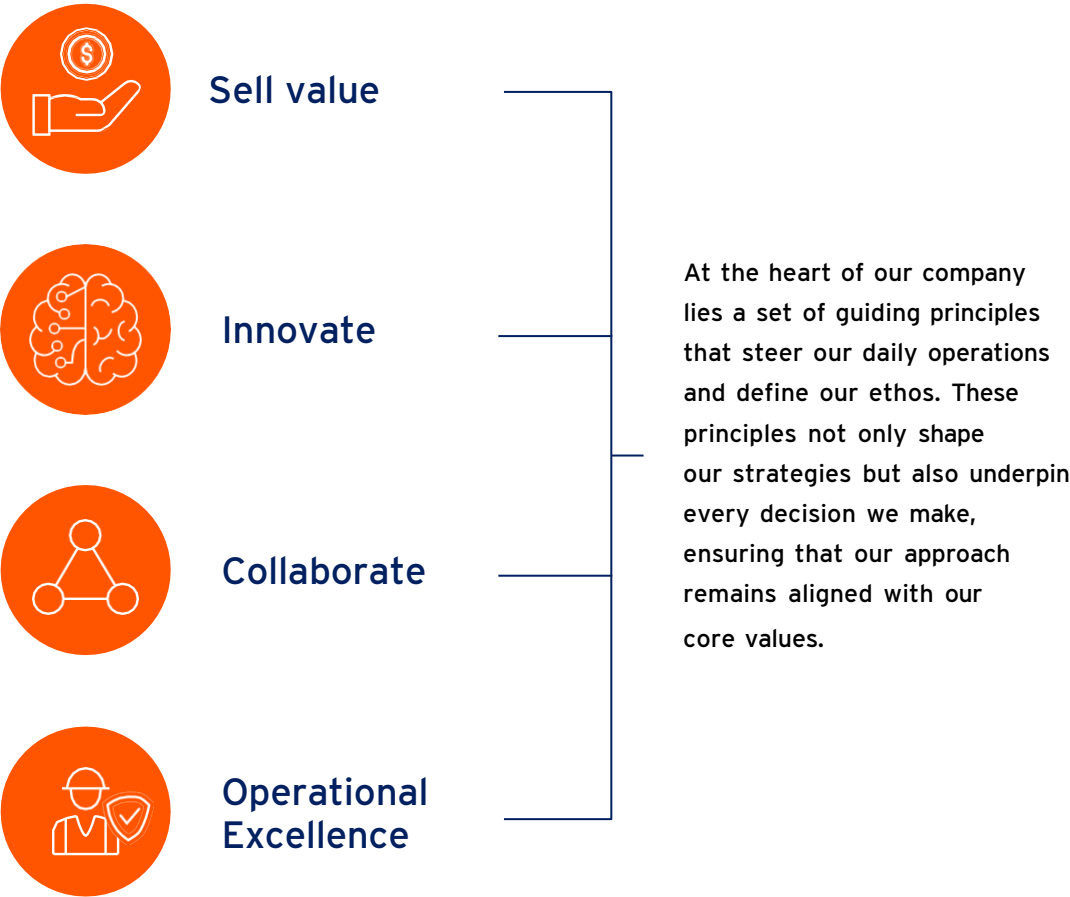 $
Sell value
Innovate
Collaborate
Operational
Excellence
At the heart of our company
lies a set of guiding principles
that steer our daily operations
and define our ethos. These
principles not only shape
our strategies but also underpin
every decision we make,
ensuring that our approach
remains aligned with our
core values.